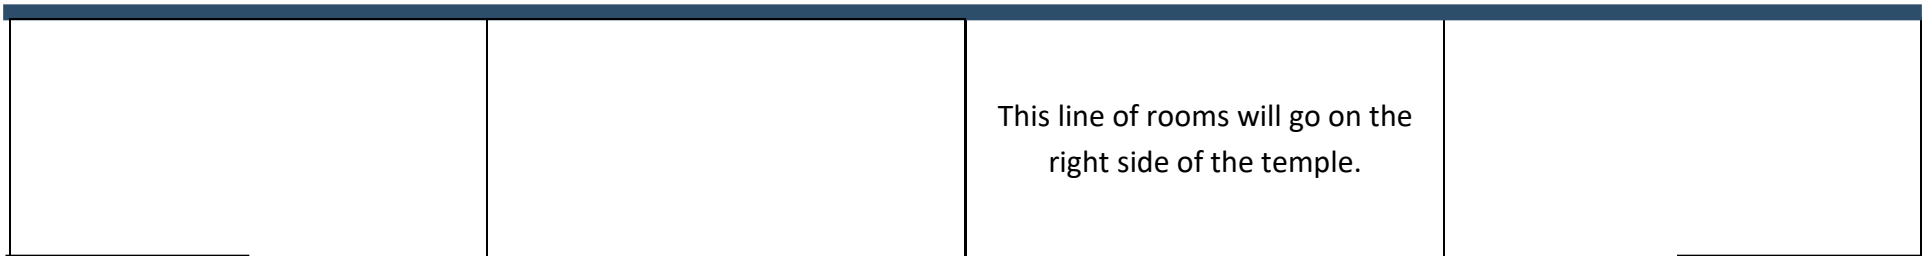 This line of rooms will go on the
right side of the temple.